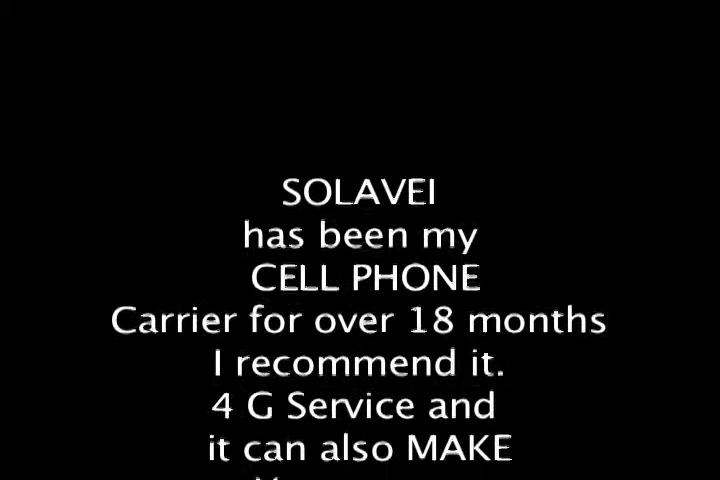 SOLAVEI
has been my
CELL PHONE
Carrier for over 18 months
I recommend it.
4 G Service and
it can also MAKE